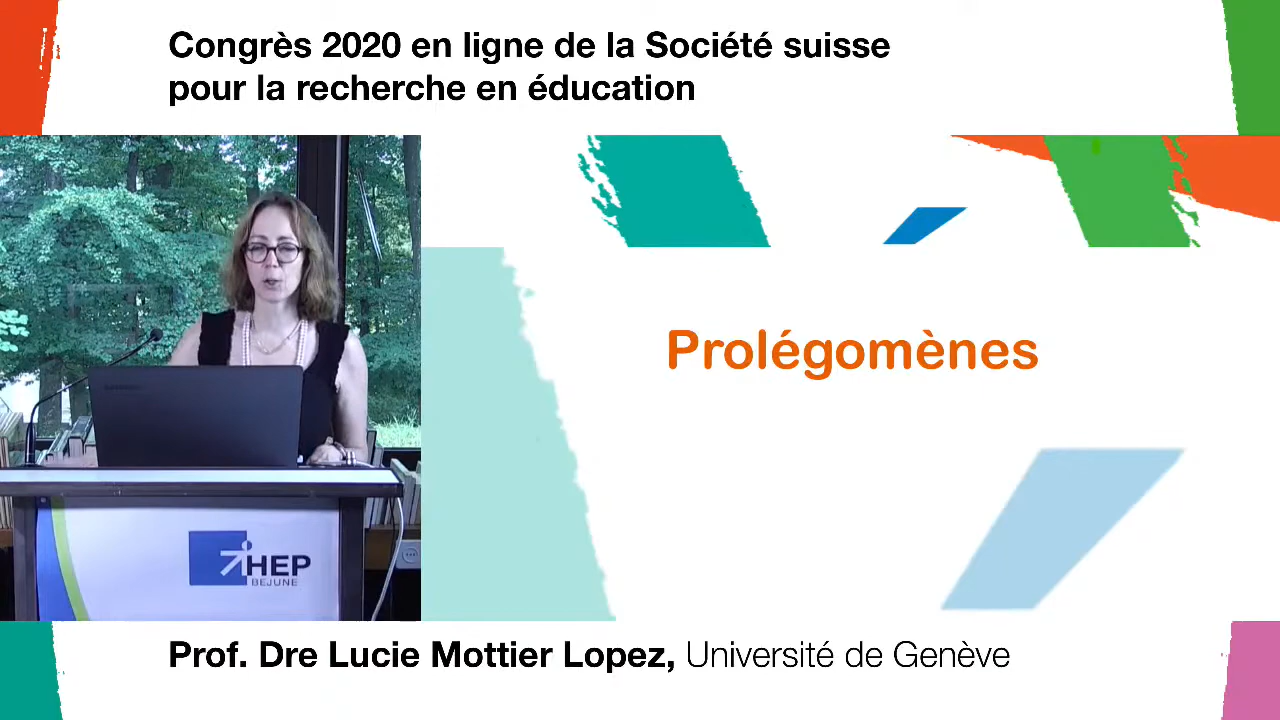 Congrès 2020 en ligne de la Société suisse
pour la recherche en éducation
Prolégomènes
HEP
BEJUNE
Prof. Dre Lucie Mottier Lopez, Université de Genève